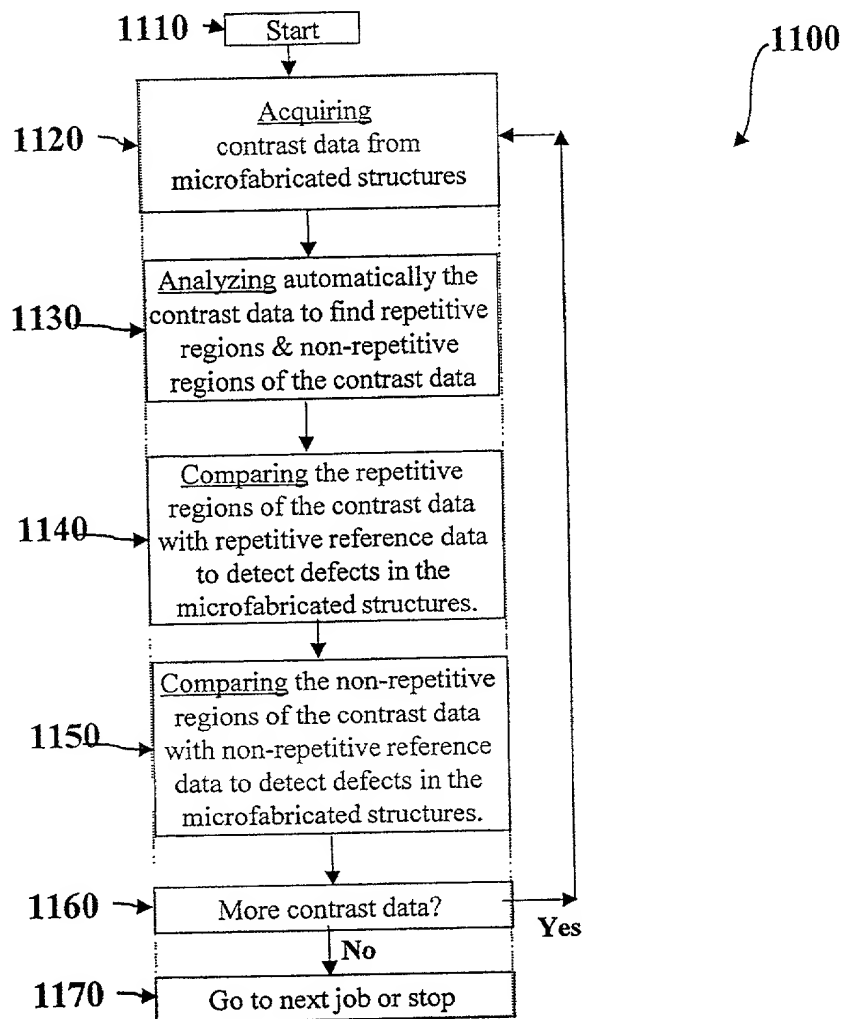 1110
Start
1100
1120
Acquiring
contrast data from
microfabricated structures
1130
Analyzing automatically the
contrast data to find repetitive
regions & non-repetitive
regions of the contrast data
1140
Comparing the repetitive
regions of the contrast data
with repetitive reference data
to detect defects in the
microfabricated structures.
1150
Comparing the non-repetitive
regions of the contrast data
with non-repetitive reference
data to detect defects in the
microfabricated structures.
1160
More contrast data?
Yes
No
1170
Go to next job or stop